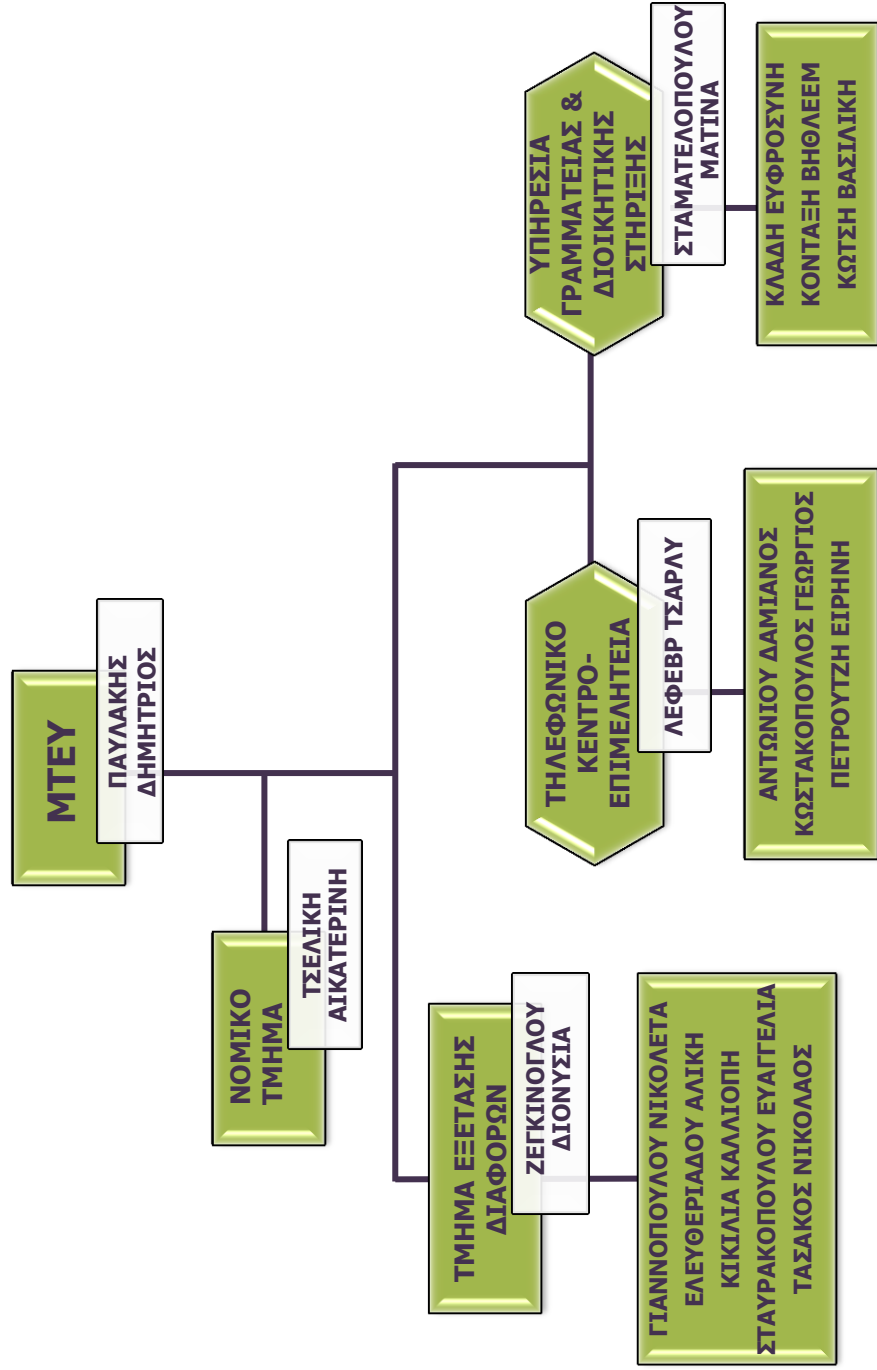 ΜΤΕΥ
ΠΑΥΛΑΚΗΣ
ΔΗΜΗΤΡΙΟΣ
ΝΟΜΙΚΟ
ΤΜΗΜΑ
ΤΣΕΛΙΚΗ
ΑΙΚΑΤΕΡΙΝΗ
ΤΜΗΜΑ ΕΞΕΤΑΣΗΣ
ΔΙΑΦΟΡΩΝ
ΖΕΓΚΙΝΟΓΛΟΥ
ΔΙΟΝΥΣΙΑ
ΓΙΑΝΝΟΠΟΥΛΟΥ ΝΙΚΟΛΕΤΑ
ΕΛΕΥΘΕΡΙΑΔΟΥ ΑΛΙΚΗ
ΚΙΚΙΛΙΑ ΚΑΛΛΙΟΠΗ
ΣΤΑΥΡΑΚΟΠΟΥΛΟΥ ΕΥΑΓΓΕΛΙΑ
ΤΑΣΑΚΟΣ ΝΙΚΟΛΑΟΣ
ΤΗΛΕΦΩΝΙΚΟ
ΚΕΝΤΡΟ-
ΕΠΙΜΕΛΗΤΕΙΑ
ΛΕΦΕΒΡ ΤΣΑΡΛΥ
ΑΝΤΩΝΙΟΥ ΔΑΜΙΑΝΟΣ
ΚΩΣΤΑΚΟΠΟΥΛΟΣ ΓΕΩΡΓΙΟΣ
ΠΕΤΡΟΥΤΖΗ ΕΙΡΗΝΗ
ΥΠΗΡΕΣΙΑ
ΓΡΑΜΜΑΤΕΙΑΣ &
ΔΙΟΙΚΗΤΙΚΗΣ
ΣΤΗΡΙΞΗΣ
ΣΤΑΜΑΤΕΛΟΠΟΥΛΟΥ
ΜΑΤΙΝΑ
ΚΛΑΔΗ ΕΥΦΡΟΣΥΝΗ
ΚΟΝΤΑΞΗ ΒΗΘΛΕΕΜ
ΚΩΤΣΗ ΒΑΣΙΛΙΚΗ